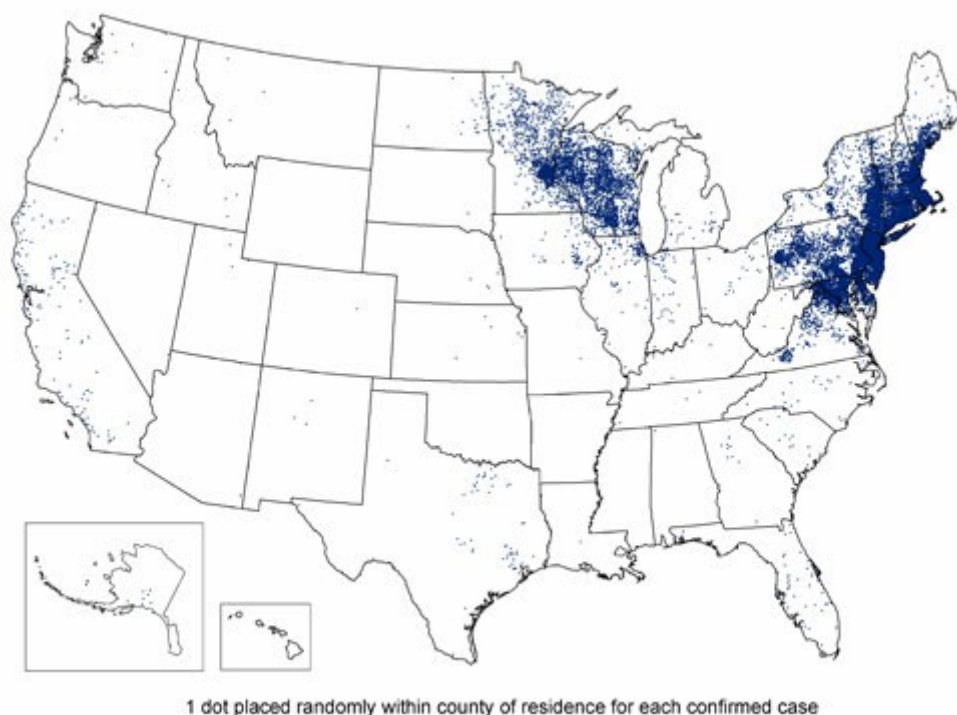 1 dot placed randomly within county of residence for each confirmed case